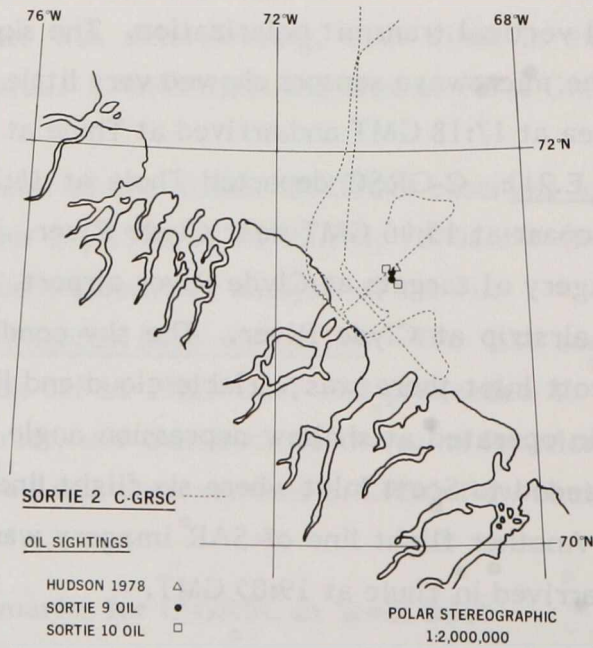 76°W
72°W
68°W
72°N
70°N
SORTIE 2 C-GRSC
OIL SIGHTINGS
HUDSON 1978 △
SORTIE 9 OIL ●
SORTIE 10 OIL □
POLAR STEREOGRAPHIC
1:2,000,000